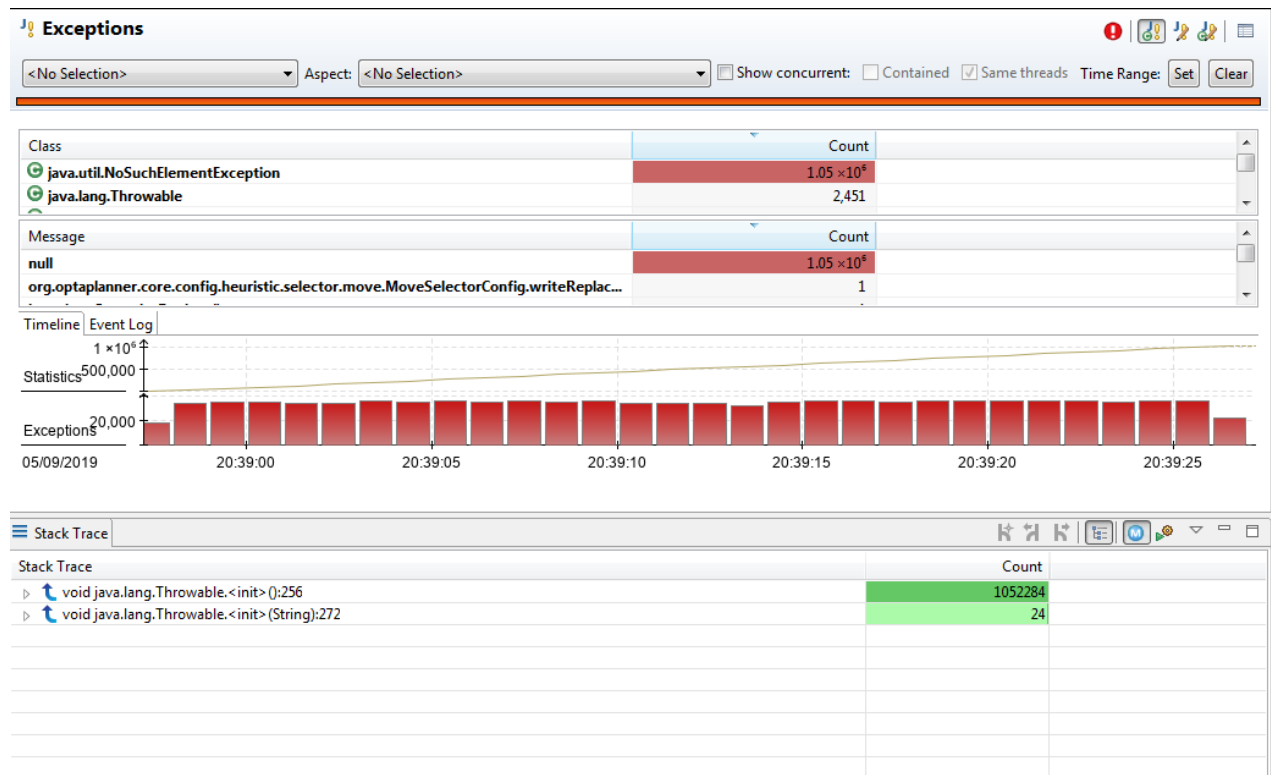 Exceptions
<No Selection> Aspect: <No Selection> Show concurrent: Contained Same threads Time Range: Set Clear
Class Count
java.util.NoSuchElementException 1.05 ×10⁶
java.lang.Throwable 2,451
Message Count
null 1.05 ×10⁶
org.optaplanner.core.config.heuristic.selector.move.MoveSelectorConfig.writeReplac... 1
Timeline Event Log
1 ×10⁶
Statistics 500,000
Exceptions 20,000
05/09/2019 20:39:00 20:39:05 20:39:10 20:39:15 20:39:20 20:39:25
Stack Trace
Stack Trace Count
void java.lang.Throwable.<init>():256 1052284
void java.lang.Throwable.<init>(String):272 24